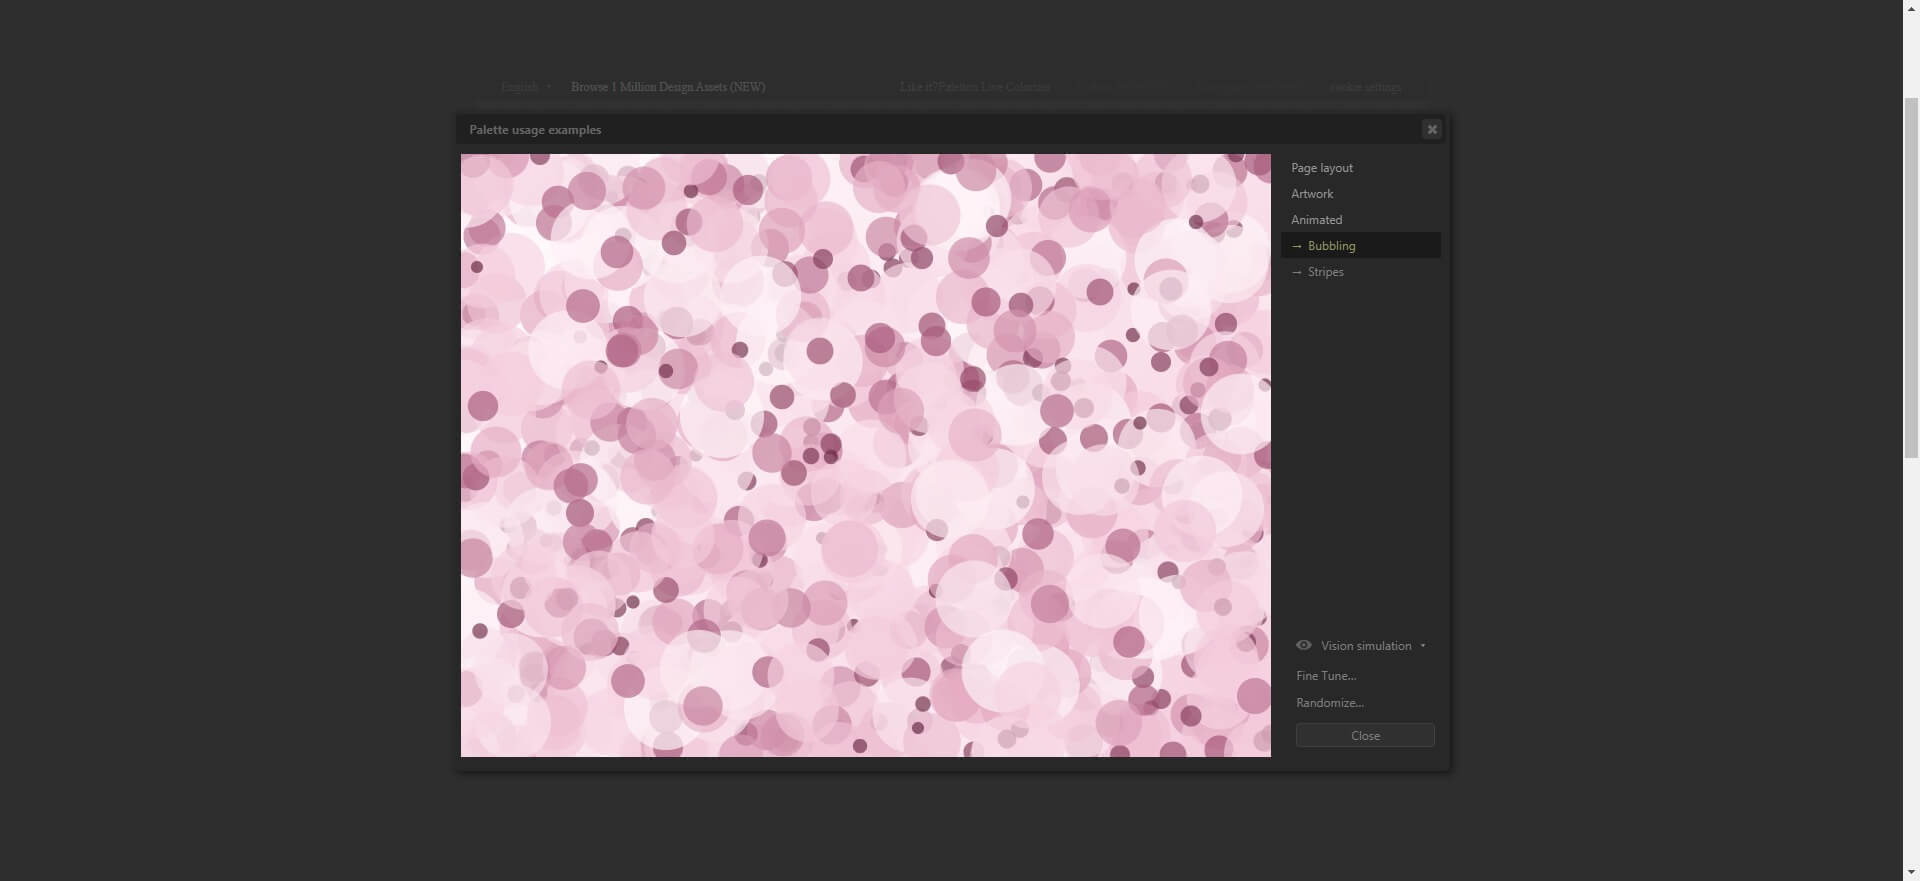 English Browse 1 Million Design Assets (NEW) Like it? Paletton Live Colorizer cookie settings
Palette usage examples
Page layout
Artwork
Animated
→ Bubbling
→ Stripes
Vision simulation
Fine Tune...
Randomize...
Close